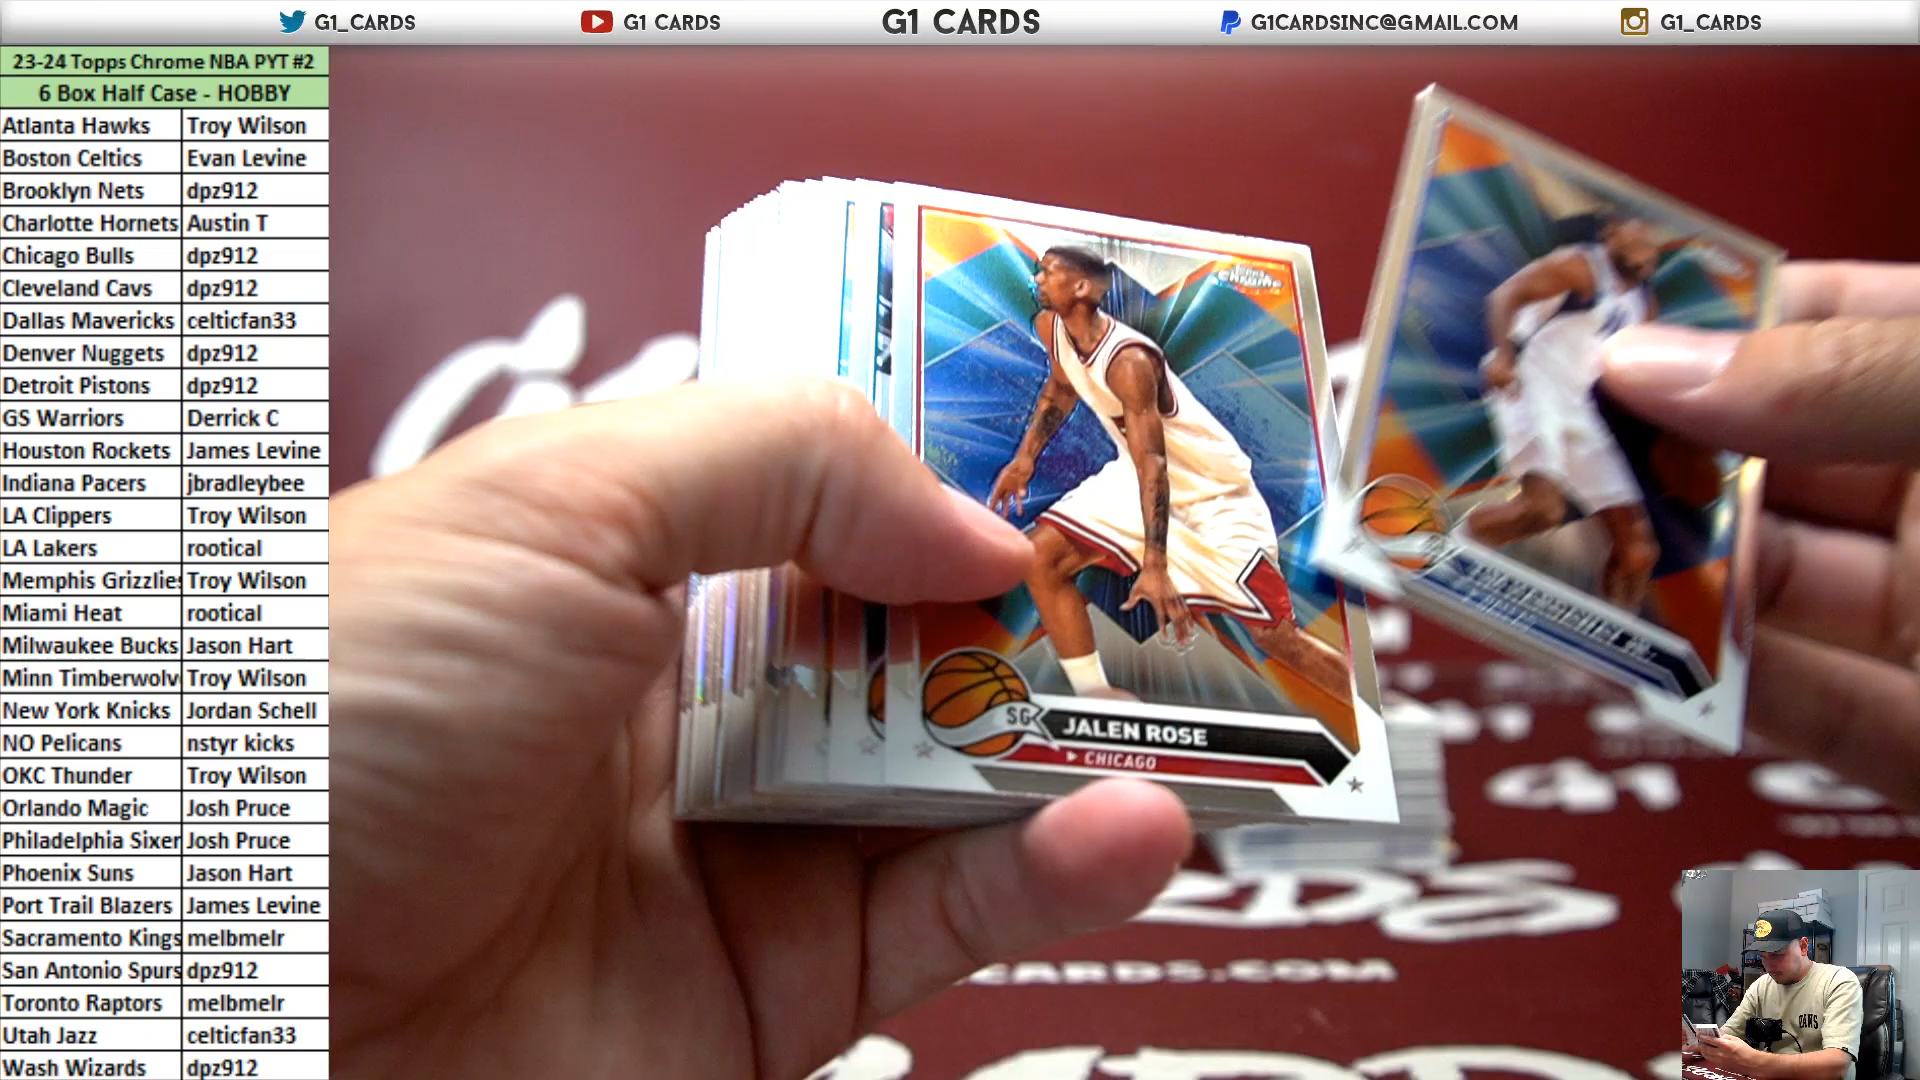 G1_CARDS
G1 CARDS
G1 CARDS
G1CARDSINC@GMAIL.COM
G1_CARDS
23-24 Topps Chrome NBA PYT #2
6 Box Half Case - HOBBY
Atlanta Hawks Troy Wilson
Boston Celtics Evan Levine
Brooklyn Nets dpz912
Charlotte Hornets Austin T
Chicago Bulls dpz912
Cleveland Cavs dpz912
Dallas Mavericks celticfan33
Denver Nuggets dpz912
Detroit Pistons dpz912
GS Warriors Derrick C
Houston Rockets James Levine
Indiana Pacers jbradleybee
LA Clippers Troy Wilson
LA Lakers rootical
Memphis Grizzlies Troy Wilson
Miami Heat rootical
Milwaukee Bucks Jason Hart
Minn Timberwolv Troy Wilson
New York Knicks Jordan Schell
NO Pelicans nstyr kicks
OKC Thunder Troy Wilson
Orlando Magic Josh Pruce
Philadelphia Sixer Josh Pruce
Phoenix Suns Jason Hart
Port Trail Blazers James Levine
Sacramento Kings melbmelr
San Antonio Spurs dpz912
Toronto Raptors melbmelr
Utah Jazz celticfan33
Wash Wizards dpz912
Topps Chrome
SG
JALEN ROSE
CHICAGO
CARDS.COM